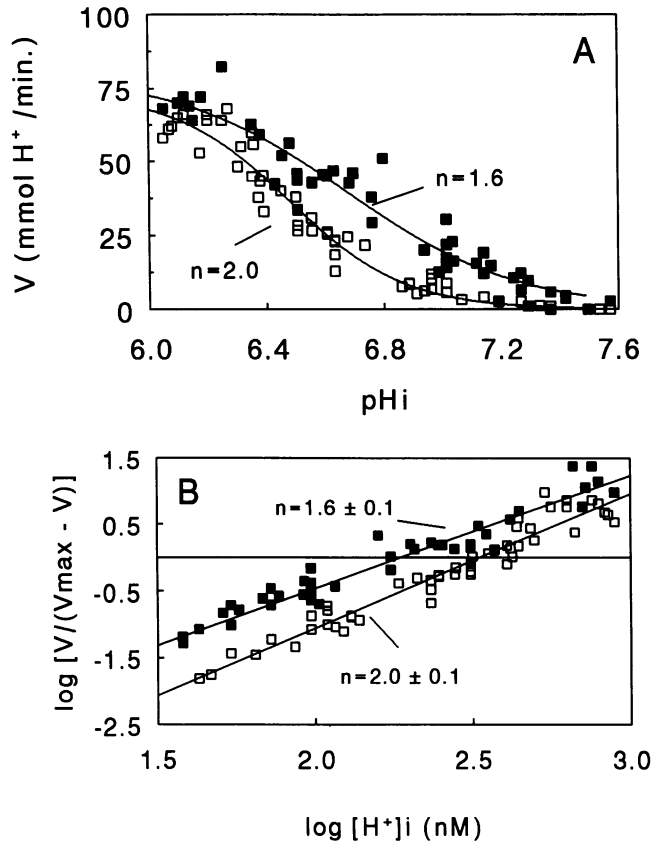 100
A
75
50
25
0
V (mmol H⁺ /min.)
n=1.6
n=2.0
6.0 6.4 6.8 7.2 7.6
pHi
1.5
B
0.5
-0.5
-1.5
-2.5
log [V/(Vmax - V)]
n=1.6 ± 0.1
n=2.0 ± 0.1
1.5 2.0 2.5 3.0
log [H⁺]i (nM)